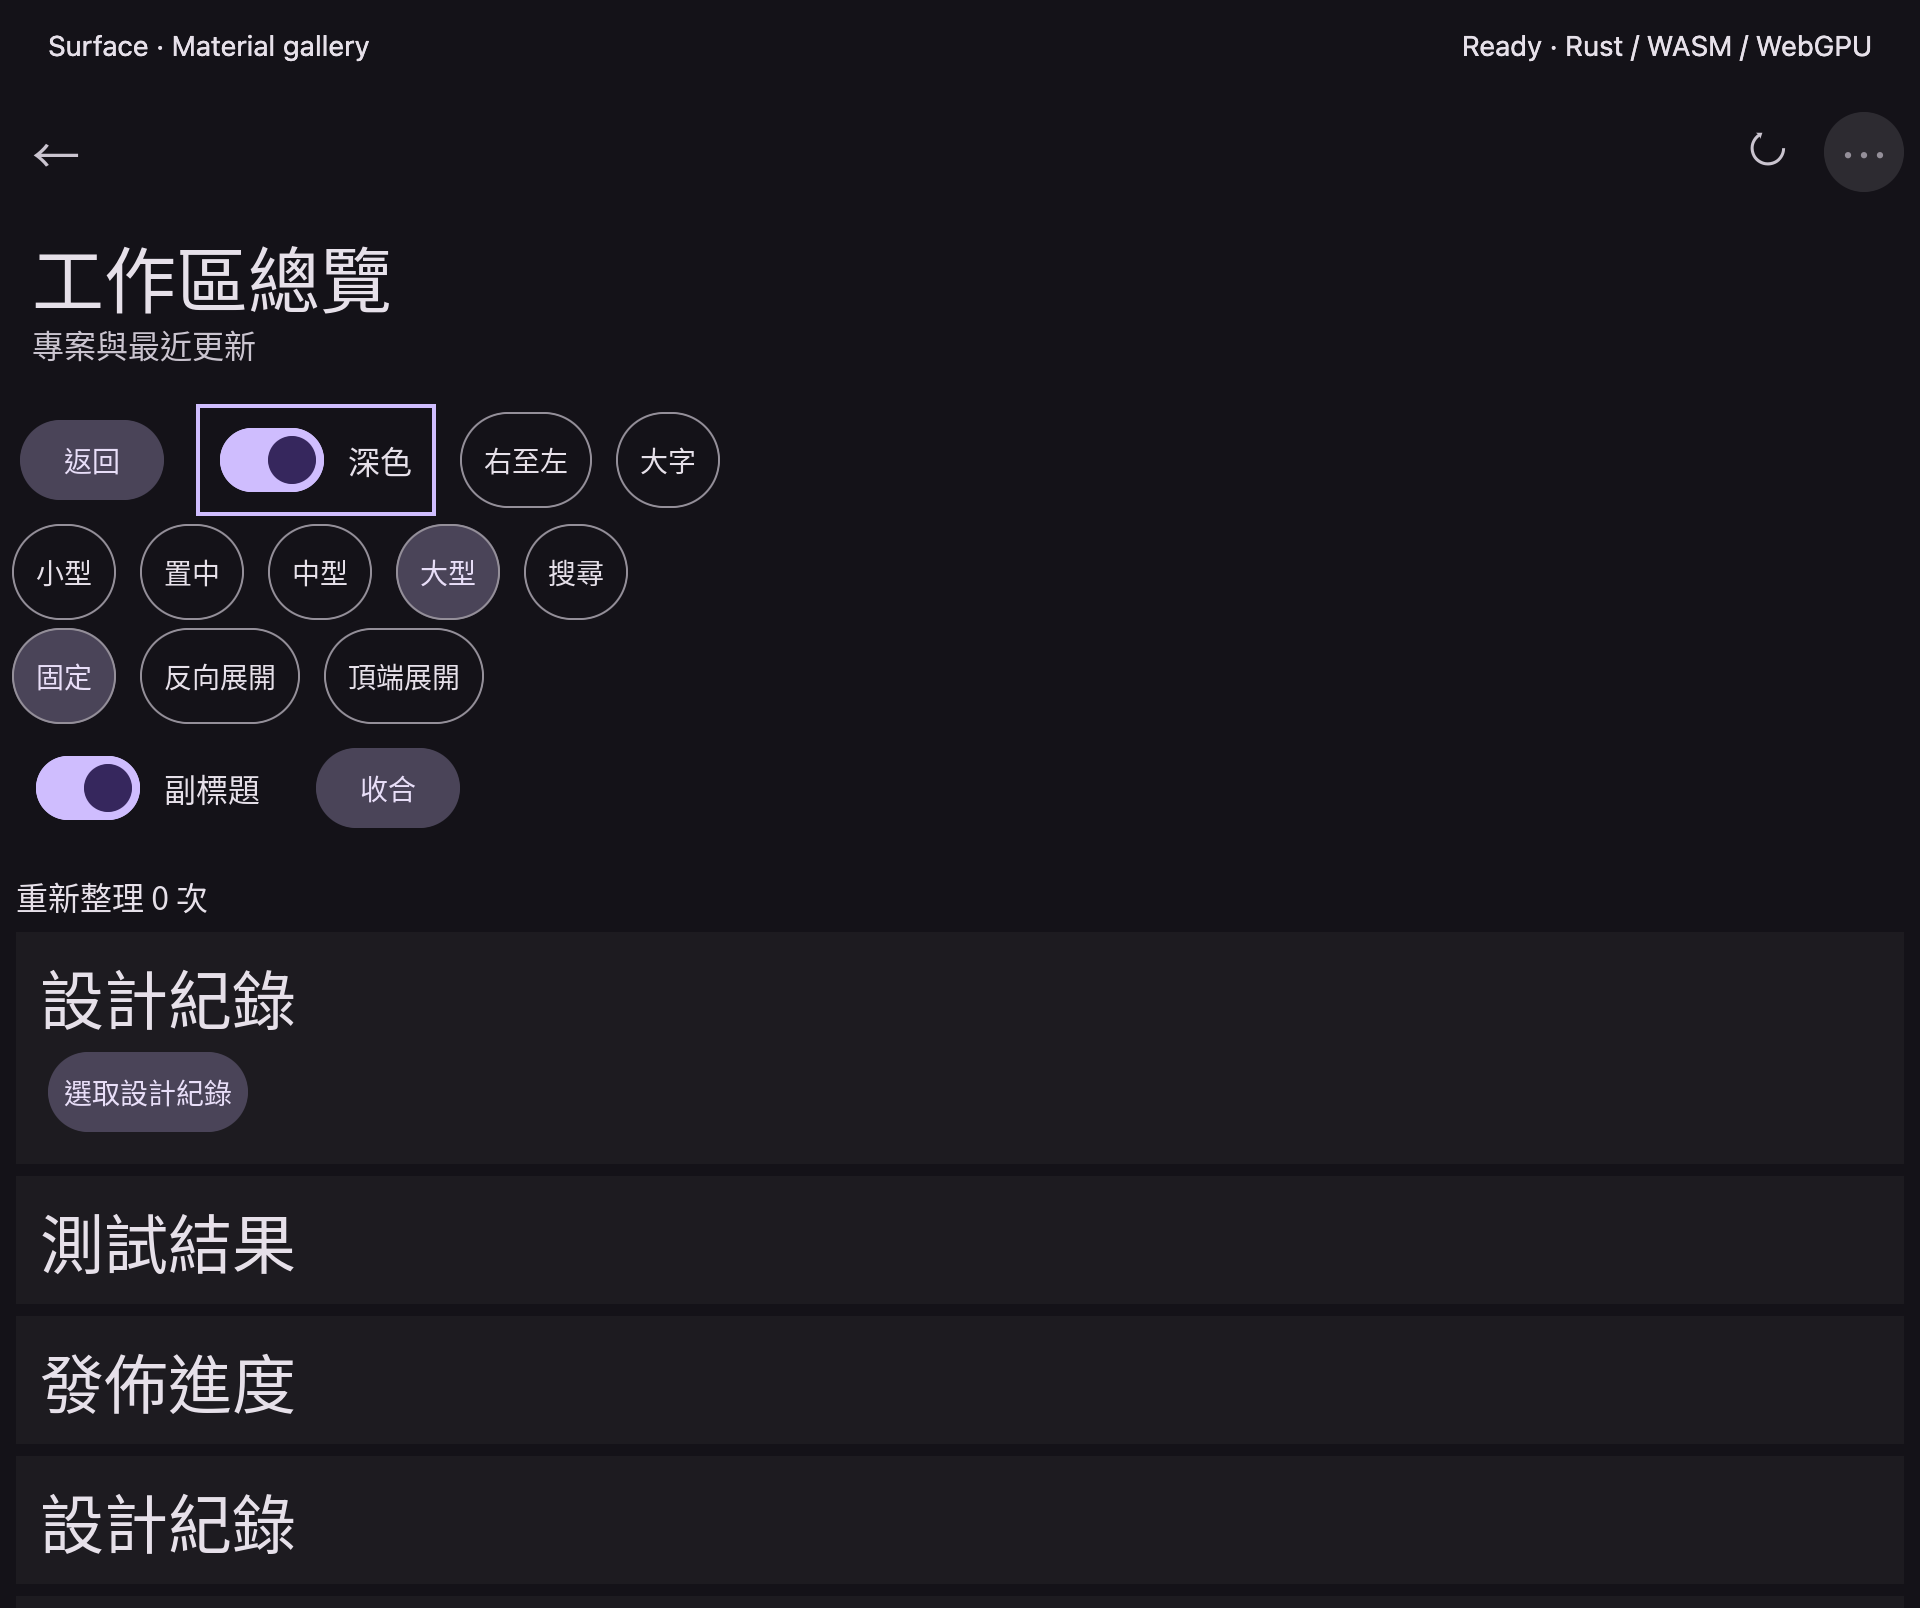 Surface · Material gallery
Ready · Rust / WASM / WebGPU
工作區總覽
專案與最近更新
返回 深色 右至左 大字
小型 置中 中型 大型 搜尋
固定 反向展開 頂端展開
副標題 收合
重新整理 0 次
設計紀錄
選取設計紀錄
測試結果
發佈進度
設計紀錄